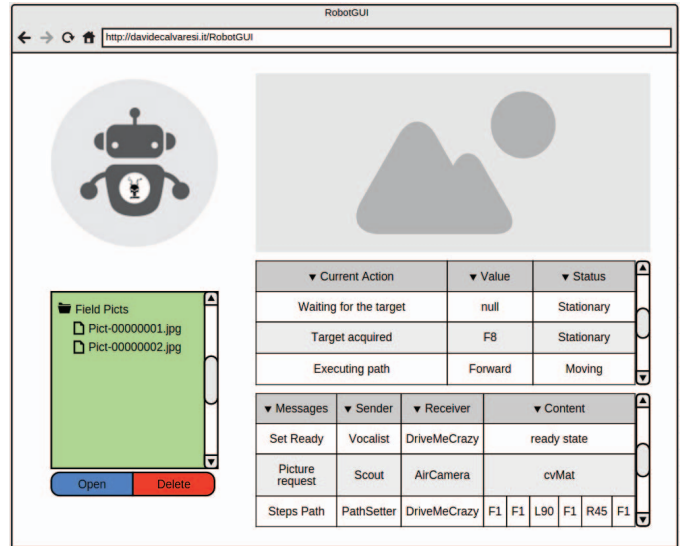 RobotGUI
http://davidecalvaresi.it/RobotGUI
▼ Current Action ▼ Value ▼ Status
Waiting for the target null Stationary
Target acquired F8 Stationary
Executing path Forward Moving
Field Picts
Pict-00000001.jpg
Pict-00000002.jpg
Open Delete
▼ Messages ▼ Sender ▼ Receiver ▼ Content
Set Ready Vocalist DriveMeCrazy ready state
Picture
request Scout AirCamera cvMat
Steps Path PathSetter DriveMeCrazy F1 F1 L90 F1 R45 F1